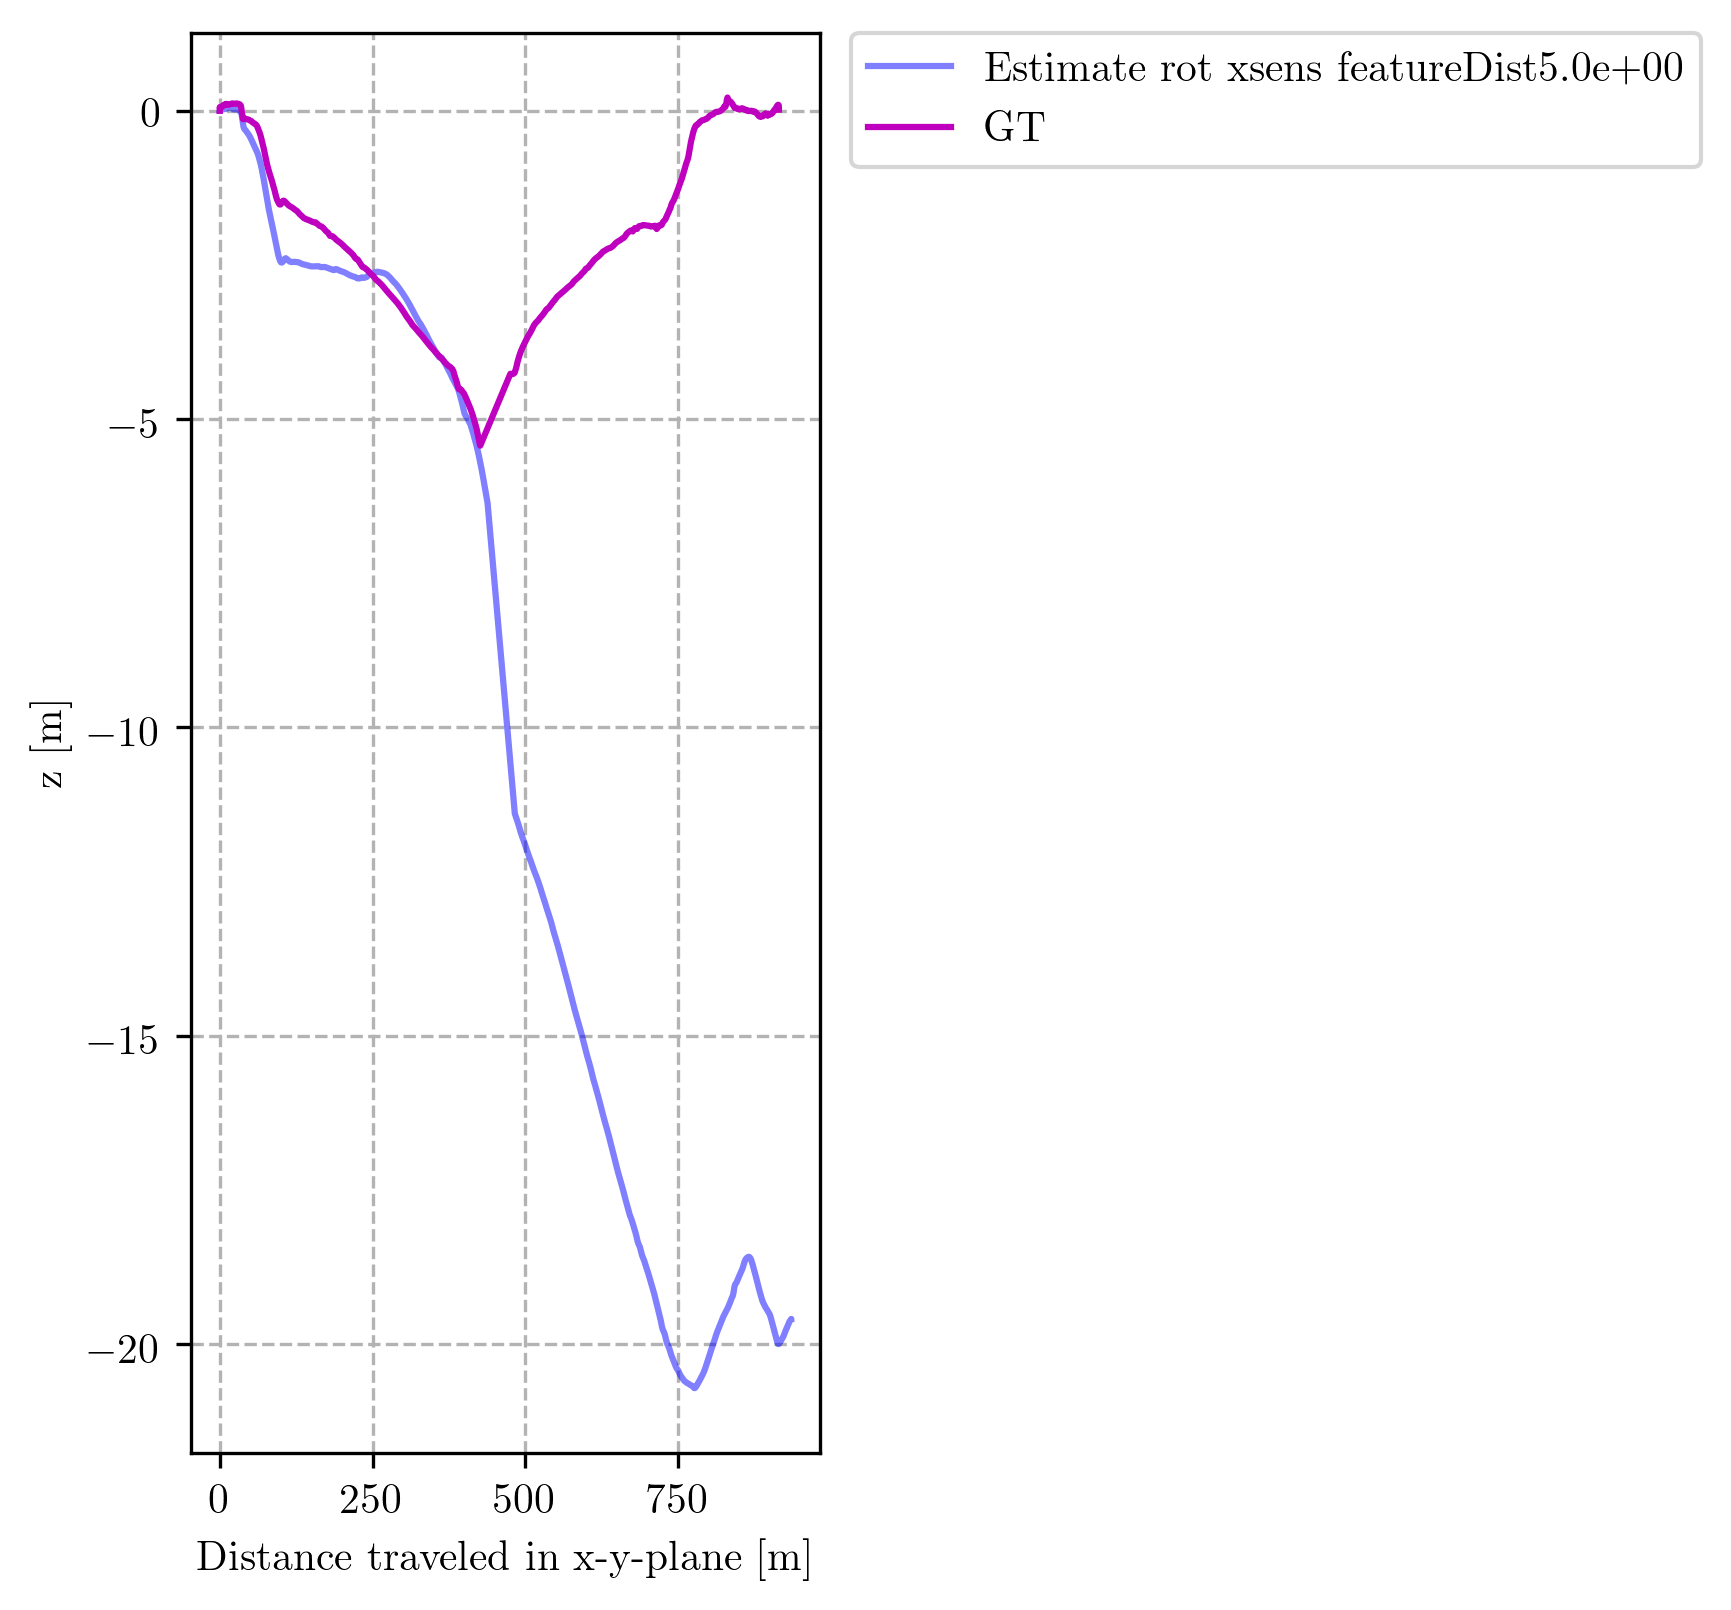 Estimate rot xsens featureDist5.0e+00
GT
0
−5
−10
−15
−20
z [m]
0 250 500 750
Distance traveled in x-y-plane [m]